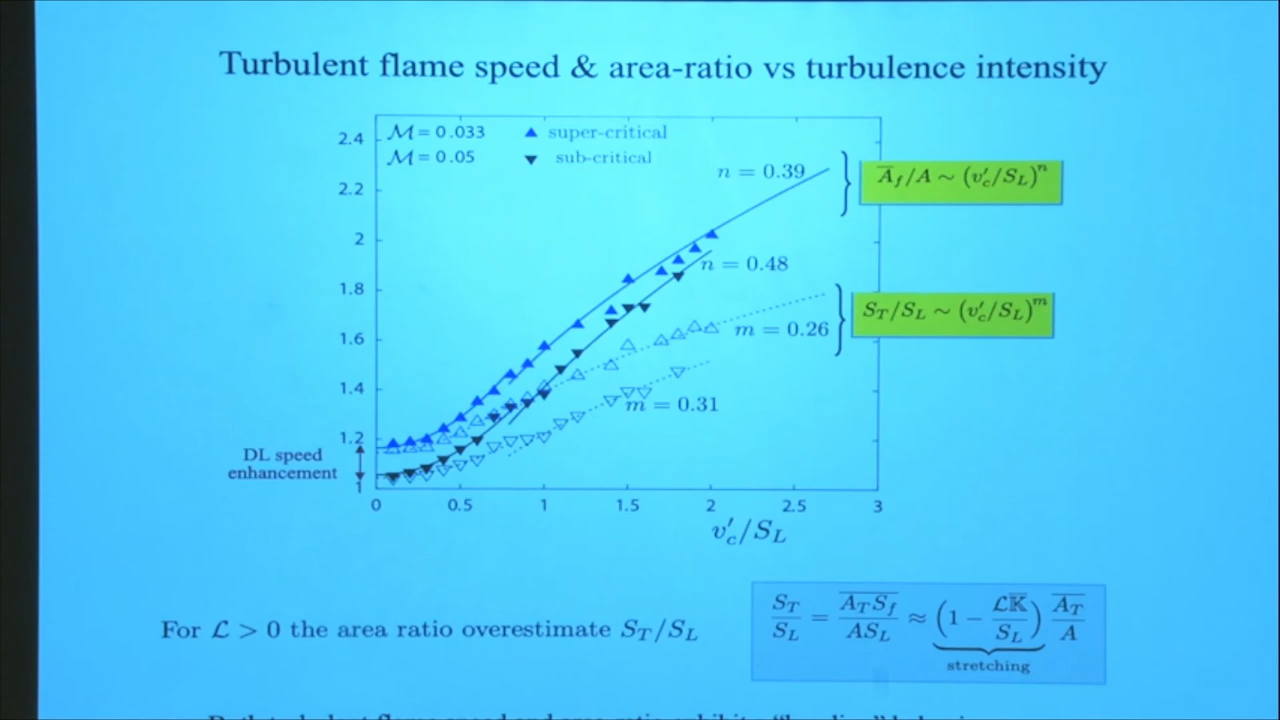 Turbulent flame speed & area-ratio vs turbulence intensity
ℳ = 0.033 ▲ super-critical
ℳ = 0.05 ▼ sub-critical
2.4
2.2
2
1.8
1.6
1.4
1.2
1
n = 0.39
n = 0.48
m = 0.26
m = 0.31
A̅_f/A ∼ (v′_c/S_L)^n
S_T/S_L ∼ (v′_c/S_L)^m
DL speed
enhancement
0 0.5 1 1.5 2 2.5 3
v′_c/S_L
For ℒ > 0 the area ratio overestimate S_T/S_L
S_T/S_L = \overline{A_T S_f}/AS_L ≈ (1 − ℒ\overline{𝕂}/S_L) \overline{A_T}/A
stretching